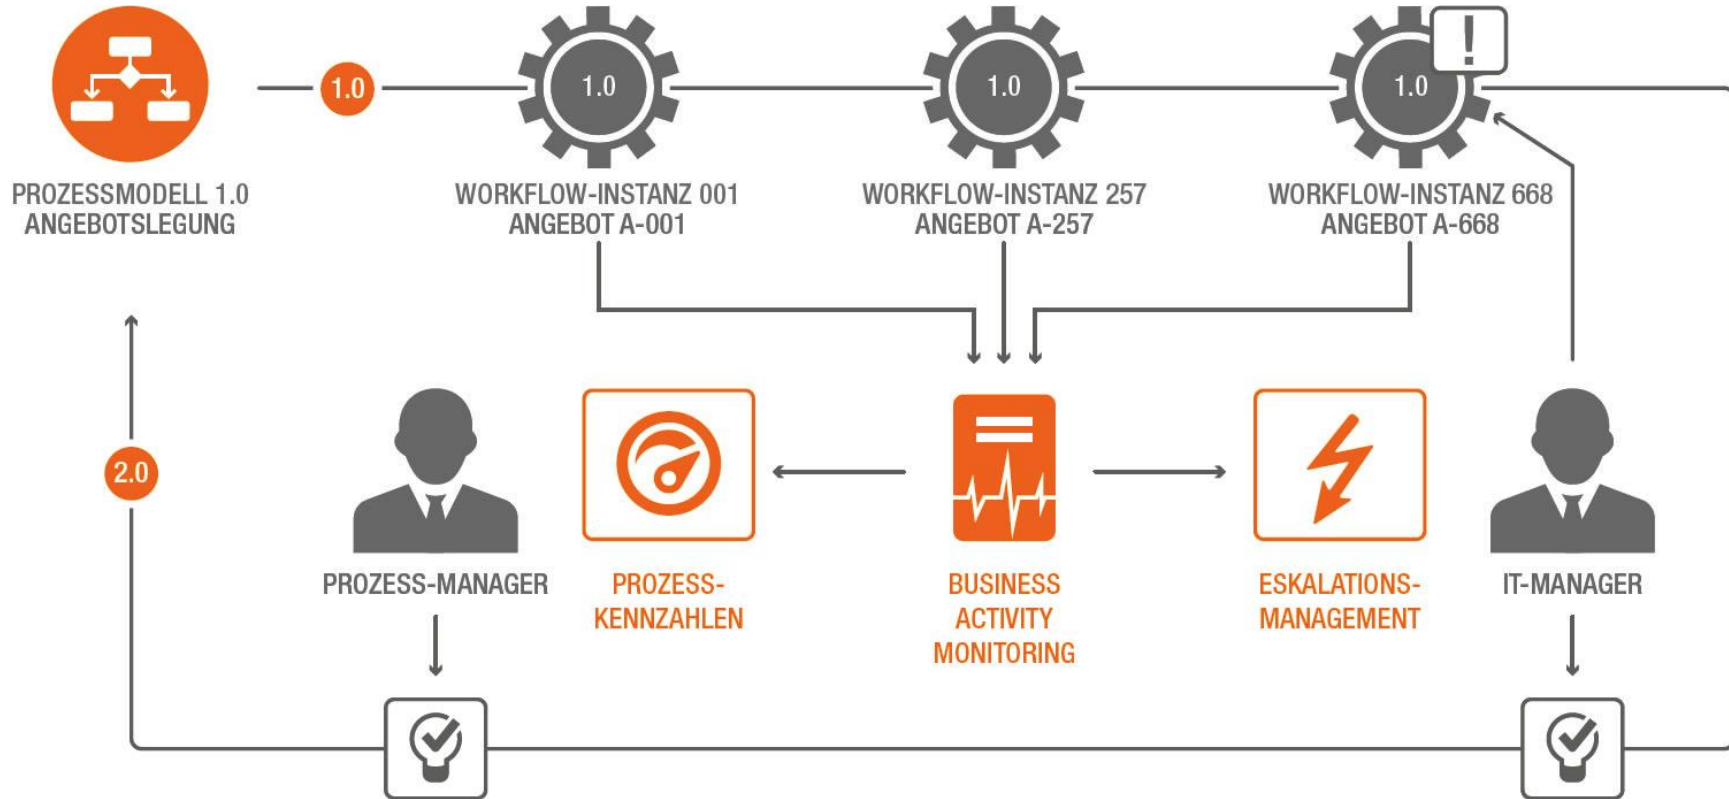 1.0
1.0
1.0
1.0
!
PROZESSMODELL 1.0
ANGEBOTSLEGUNG
WORKFLOW-INSTANZ 001
ANGEBOT A-001
WORKFLOW-INSTANZ 257
ANGEBOT A-257
WORKFLOW-INSTANZ 668
ANGEBOT A-668
2.0
PROZESS-MANAGER
PROZESS-
KENNZAHLEN
BUSINESS
ACTIVITY
MONITORING
ESKALATIONS-
MANAGEMENT
IT-MANAGER